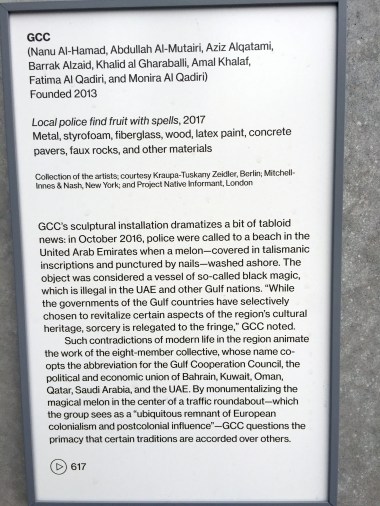 GCC
(Nanu Al-Hamad, Abdullah Al-Mutairi, Aziz Alqatami,
Barrak Alzaid, Khalid al Gharaballi, Amal Khalaf,
Fatima Al Qadiri, and Monira Al Qadiri)
Founded 2013
Local police find fruit with spells, 2017
Metal, styrofoam, fiberglass, wood, latex paint, concrete
pavers, faux rocks, and other materials
Collection of the artists; courtesy Kraupa-Tuskany Zeidler, Berlin; Mitchell-
Innes & Nash, New York; and Project Native Informant, London
GCC's sculptural installation dramatizes a bit of tabloid
news: in October 2016, police were called to a beach in the
United Arab Emirates when a melon—covered in talismanic
inscriptions and punctured by nails—washed ashore. The
object was considered a vessel of so-called black magic,
which is illegal in the UAE and other Gulf nations. “While
the governments of the Gulf countries have selectively
chosen to revitalize certain aspects of the region's cultural
heritage, sorcery is relegated to the fringe,” GCC noted.
Such contradictions of modern life in the region animate
the work of the eight-member collective, whose name co-
opts the abbreviation for the Gulf Cooperation Council, the
political and economic union of Bahrain, Kuwait, Oman,
Qatar, Saudi Arabia, and the UAE. By monumentalizing the
magical melon in the center of a traffic roundabout—which
the group sees as a “ubiquitous remnant of European
colonialism and postcolonial influence”—GCC questions the
primacy that certain traditions are accorded over others.
617